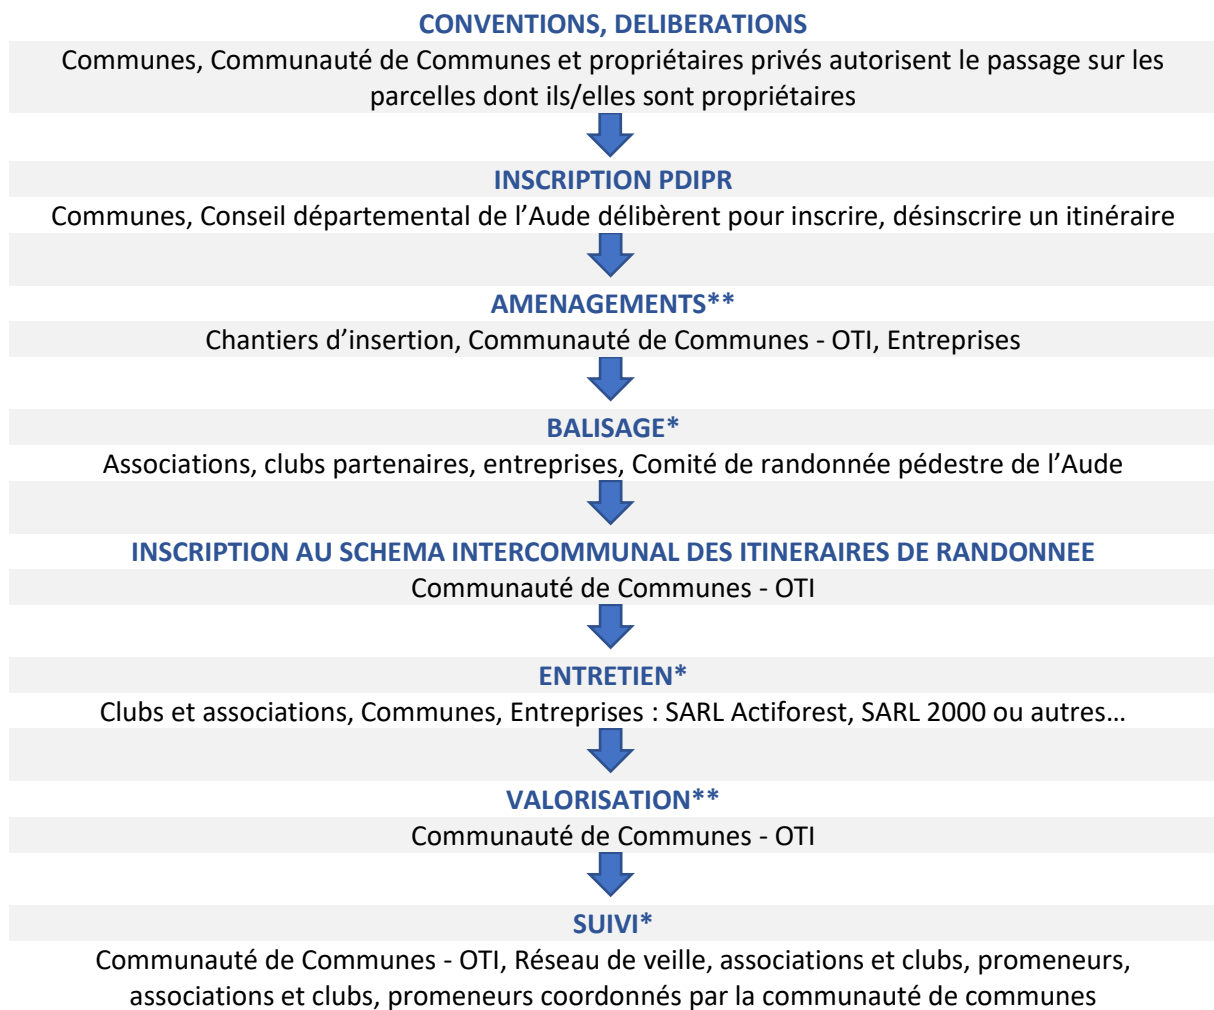 CONVENTIONS, DELIBERATIONS
Communes, Communauté de Communes et propriétaires privés autorisent le passage sur les
parcelles dont ils/elles sont propriétaires
INSCRIPTION PDIPR
Communes, Conseil départemental de l’Aude délibèrent pour inscrire, désinscrire un itinéraire
AMENAGEMENTS**
Chantiers d’insertion, Communauté de Communes - OTI, Entreprises
BALISAGE*
Associations, clubs partenaires, entreprises, Comité de randonnée pédestre de l’Aude
INSCRIPTION AU SCHEMA INTERCOMMUNAL DES ITINERAIRES DE RANDONNEE
Communauté de Communes - OTI
ENTRETIEN*
Clubs et associations, Communes, Entreprises : SARL Actiforest, SARL 2000 ou autres…
VALORISATION**
Communauté de Communes - OTI
SUIVI*
Communauté de Communes - OTI, Réseau de veille, associations et clubs, promeneurs,
associations et clubs, promeneurs coordonnés par la communauté de communes